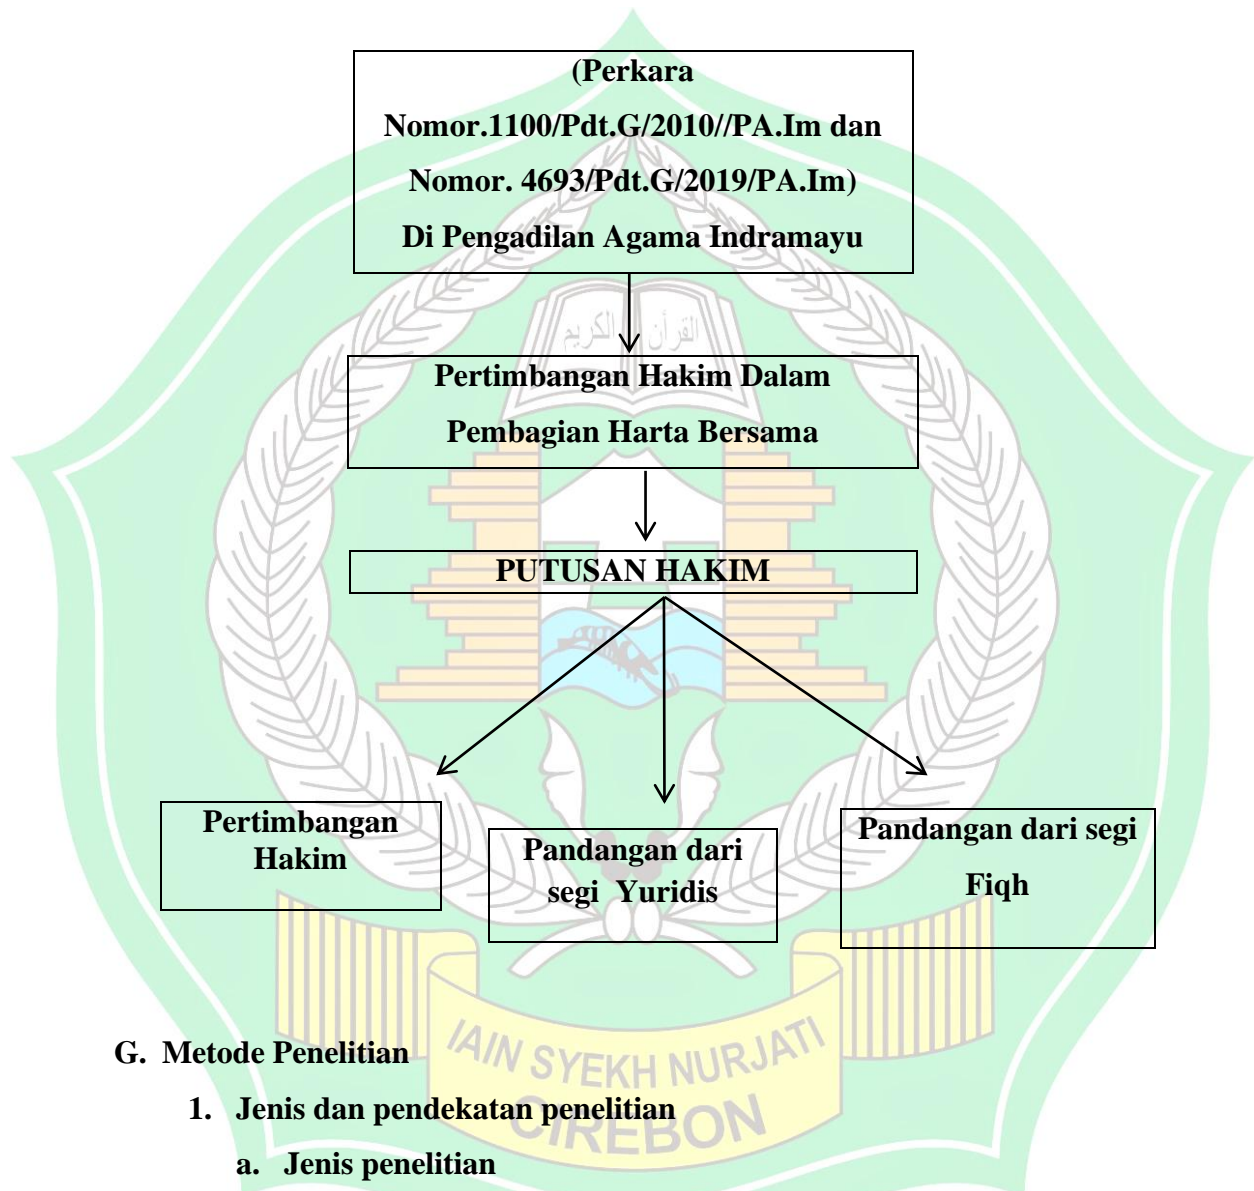 (Perkara
Nomor.1100/Pdt.G/2010//PA.Im dan
Nomor. 4693/Pdt.G/2019/PA.Im)
Di Pengadilan Agama Indramayu
القرأن الكريم
Pertimbangan Hakim Dalam
Pembagian Harta Bersama
PUTUSAN HAKIM
Pertimbangan
Hakim
Pandangan dari
segi Yuridis
Pandangan dari segi
Fiqh
IAIN SYEKH NURJATI
CIREBON
G. Metode Penelitian
1. Jenis dan pendekatan penelitian
a. Jenis penelitian